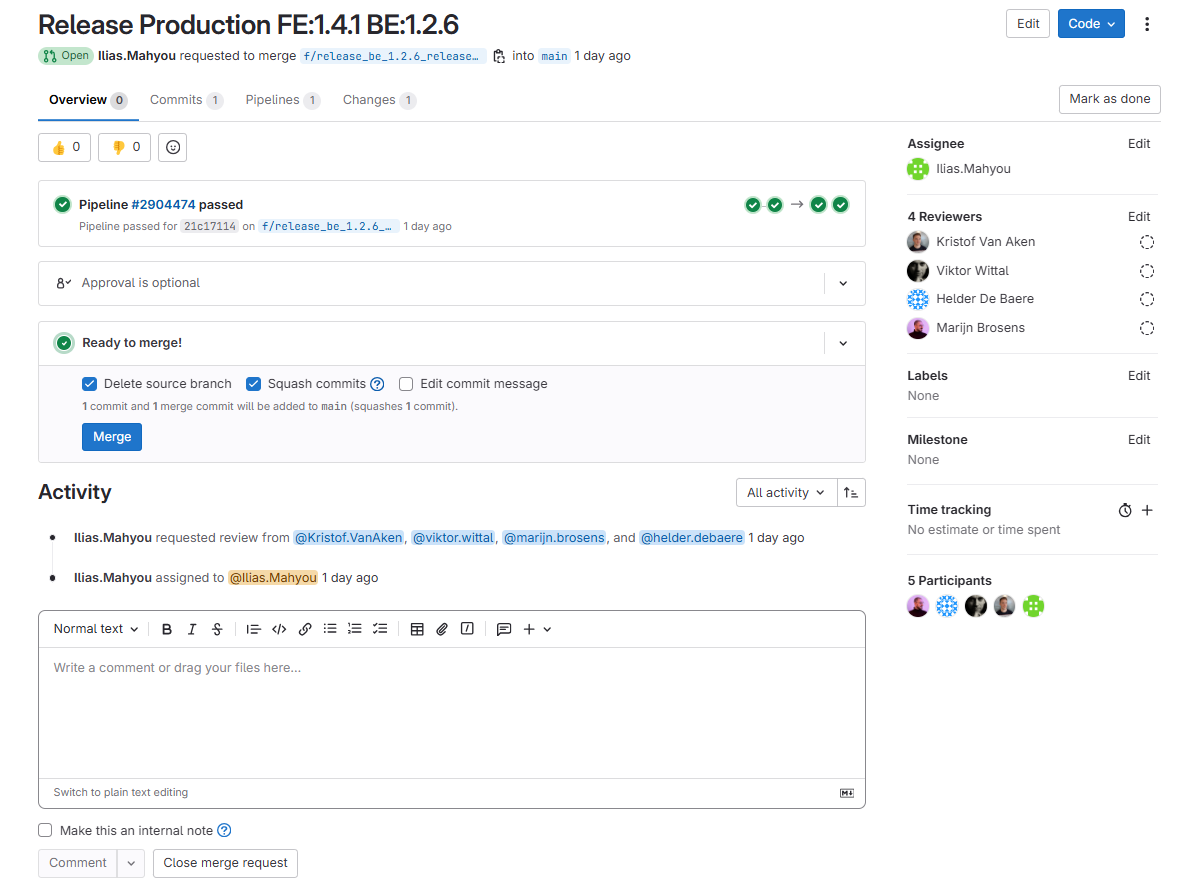 Release Production FE:1.4.1 BE:1.2.6
Edit
Code
Open Ilias.Mahyou requested to merge f/release_be_1.2.6_release… into main 1 day ago
Overview 0 Commits 1 Pipelines 1 Changes 1
Mark as done
👍 0 👎 0
Pipeline #2904474 passed
Pipeline passed for 21c17114 on f/release_be_1.2.6_… 1 day ago
Approval is optional
Ready to merge!
Delete source branch Squash commits ? Edit commit message
1 commit and 1 merge commit will be added to main (squashes 1 commit).
Merge
Activity
All activity
Ilias.Mahyou requested review from @Kristof.VanAken, @viktor.wittal, @marijn.brosens, and @helder.debaere 1 day ago
Ilias.Mahyou assigned to @Ilias.Mahyou 1 day ago
Normal text B I S
Write a comment or drag your files here...
Switch to plain text editing
Make this an internal note ?
Comment
Close merge request
Assignee Edit
Ilias.Mahyou
4 Reviewers Edit
Kristof Van Aken
Viktor Wittal
Helder De Baere
Marijn Brosens
Labels Edit
None
Milestone Edit
None
Time tracking
No estimate or time spent
5 Participants